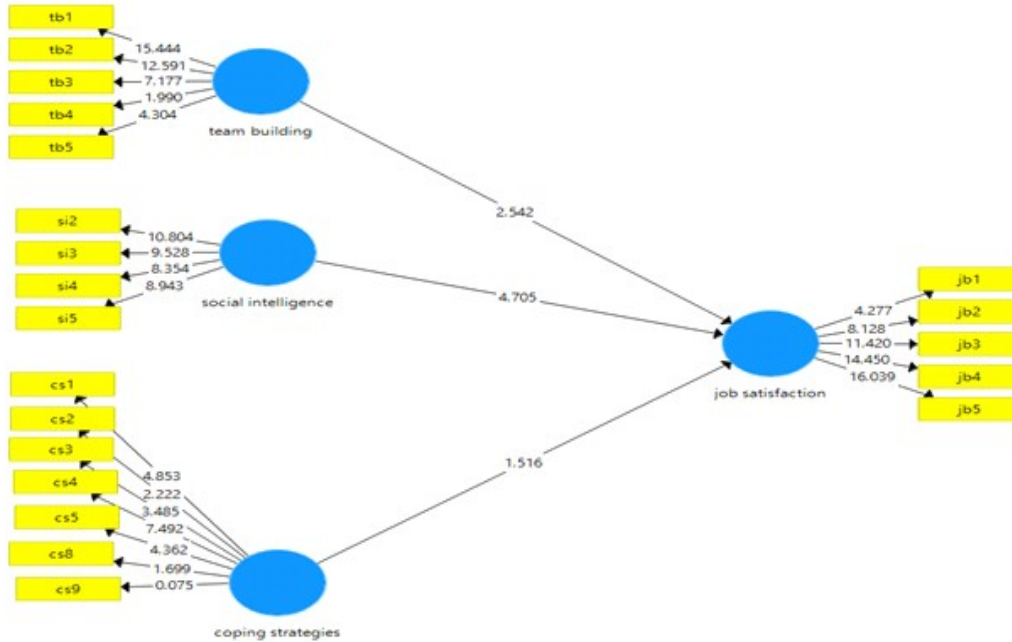 tb1
15.444
tb2
12.591
tb3
7.177
tb4
1.990
4.304
tb5
team building
2.542
si2
10.804
si3
9.528
si4
8.354
8.943
si5
social intelligence
4.705
jb1
4.277
jb2
8.128
jb3
11.420
jb4
14.450
16.039
jb5
job satisfaction
cs1
cs2
cs3
cs4
cs5
cs8
cs9
4.853
2.222
3.485
7.492
4.362
1.699
0.075
1.516
coping strategies